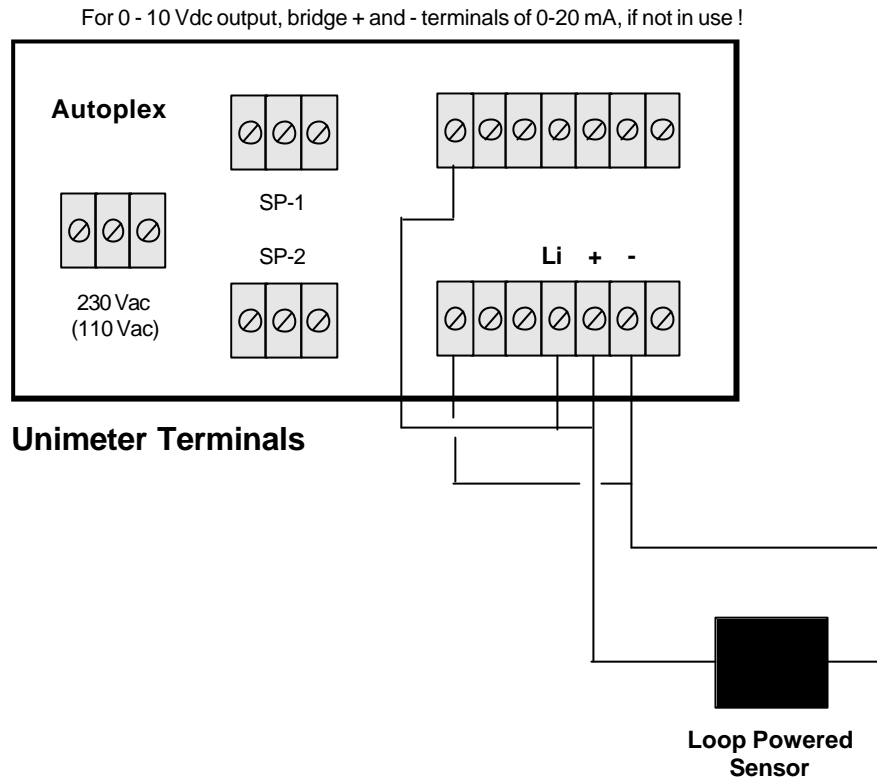 For 0 - 10 Vdc output, bridge + and - terminals of 0-20 mA, if not in use !
Autoplex
SP-1
SP-2
Li + -
230 Vac
(110 Vac)
Unimeter Terminals
Loop Powered
Sensor